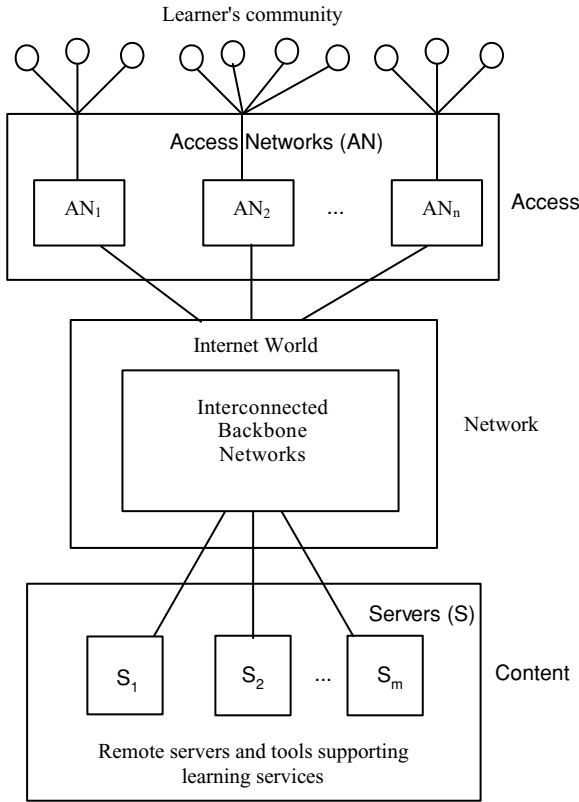 Learner's community
Access Networks (AN)
AN1
AN2
...
ANn
Access
Internet World
Interconnected
Backbone
Networks
Network
Servers (S)
S1
S2
...
Sm
Content
Remote servers and tools supporting
learning services